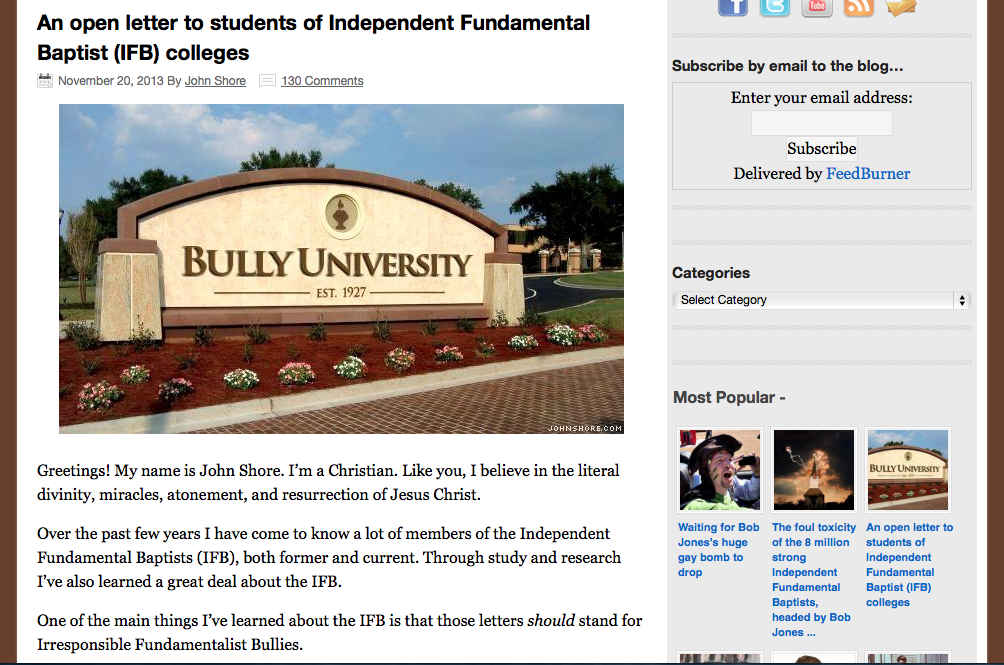 An open letter to students of Independent Fundamental
Baptist (IFB) colleges
November 20, 2013 By John Shore 130 Comments
BULLY UNIVERSITY
EST. 1927
JOHNSHORE.COM
Greetings! My name is John Shore. I'm a Christian. Like you, I believe in the literal
divinity, miracles, atonement, and resurrection of Jesus Christ.
Over the past few years I have come to know a lot of members of the Independent
Fundamental Baptists (IFB), both former and current. Through study and research
I've also learned a great deal about the IFB.
One of the main things I've learned about the IFB is that those letters should stand for
Irresponsible Fundamentalist Bullies.
You Tube
Subscribe by email to the blog...
Enter your email address:
Subscribe
Delivered by FeedBurner
Categories
Select Category
Most Popular -
BULLY UNIVERSITY
Waiting for Bob
Jones's huge
gay bomb to
drop
The foul toxicity
of the 8 million
strong
Independent
Fundamental
Baptists,
headed by Bob
Jones ...
An open letter to
students of
Independent
Fundamental
Baptist (IFB)
colleges